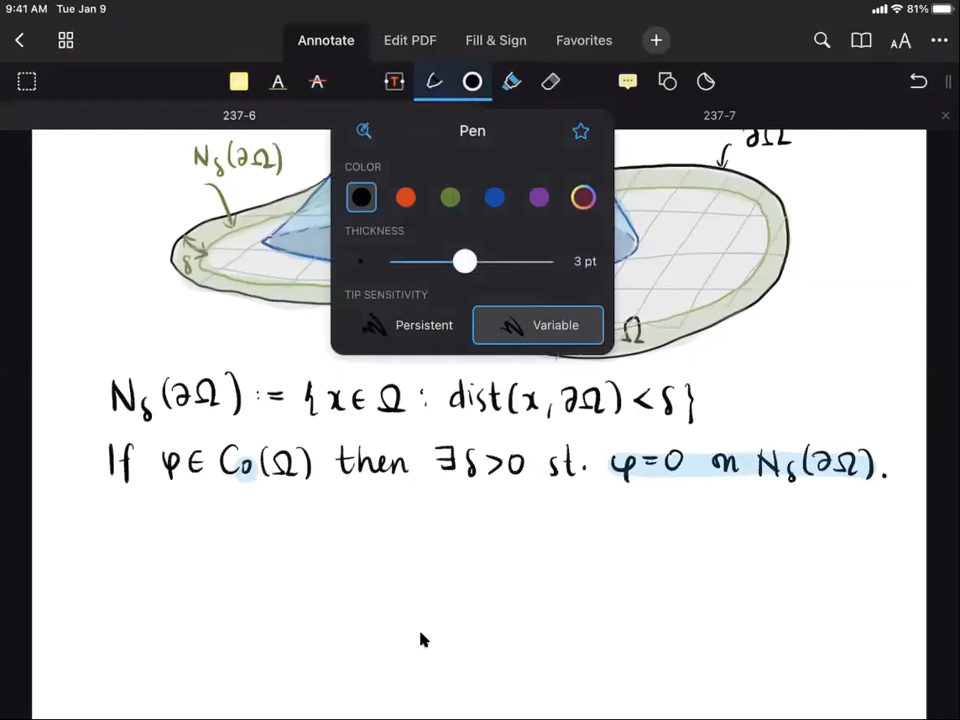 9:41 AM Tue Jan 9 81%
Annotate Edit PDF Fill & Sign Favorites
237-6 237-7
Pen
COLOR
THICKNESS
3 pt
TIP SENSITIVITY
Persistent Variable
N_δ(∂Ω)
∂Ω
δ
Ω
N_δ(∂Ω) := {x ∈ Ω : dist(x, ∂Ω) < δ}
If φ ∈ C₀(Ω) then ∃ δ > 0 st. φ = 0 on N_δ(∂Ω).